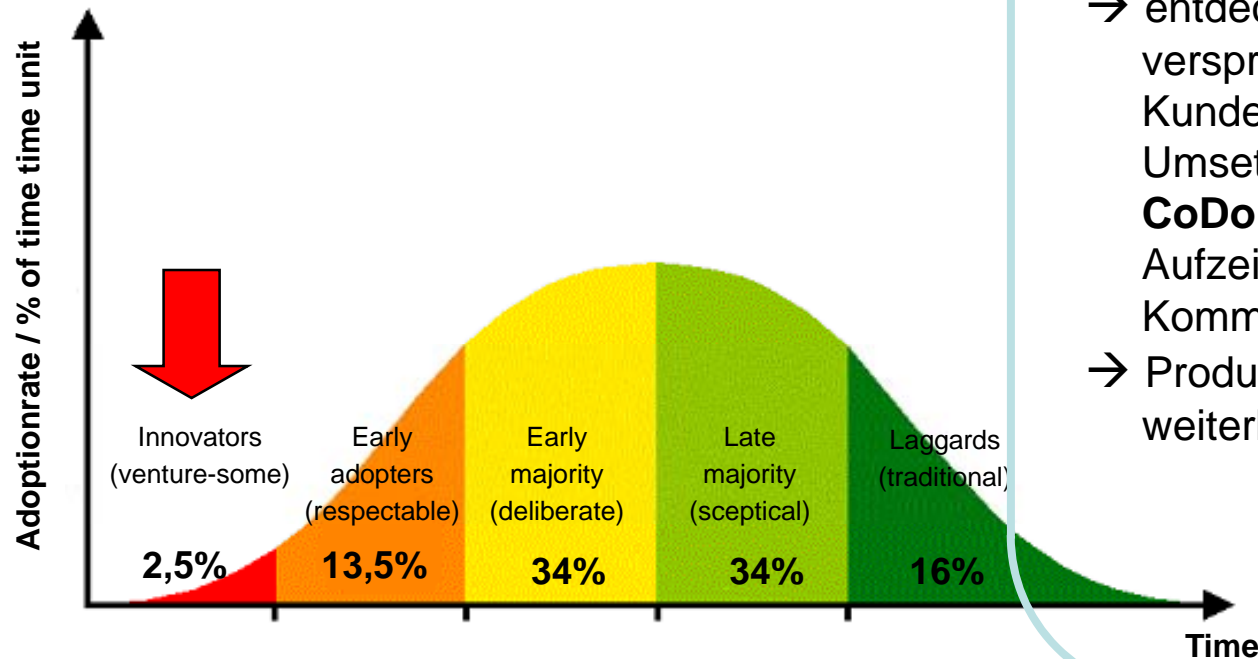 Adoptionrate / % of time time unit
Innovators
(venture-some)
2,5%
Early
adopters
(respectable)
13,5%
Early
majority
(deliberate)
34%
Late
majority
(sceptical)
34%
Laggards
(traditional)
16%
Time
→
→ Produ
weiter
Kunde
Umset
CoDo
Aufzei
Komm